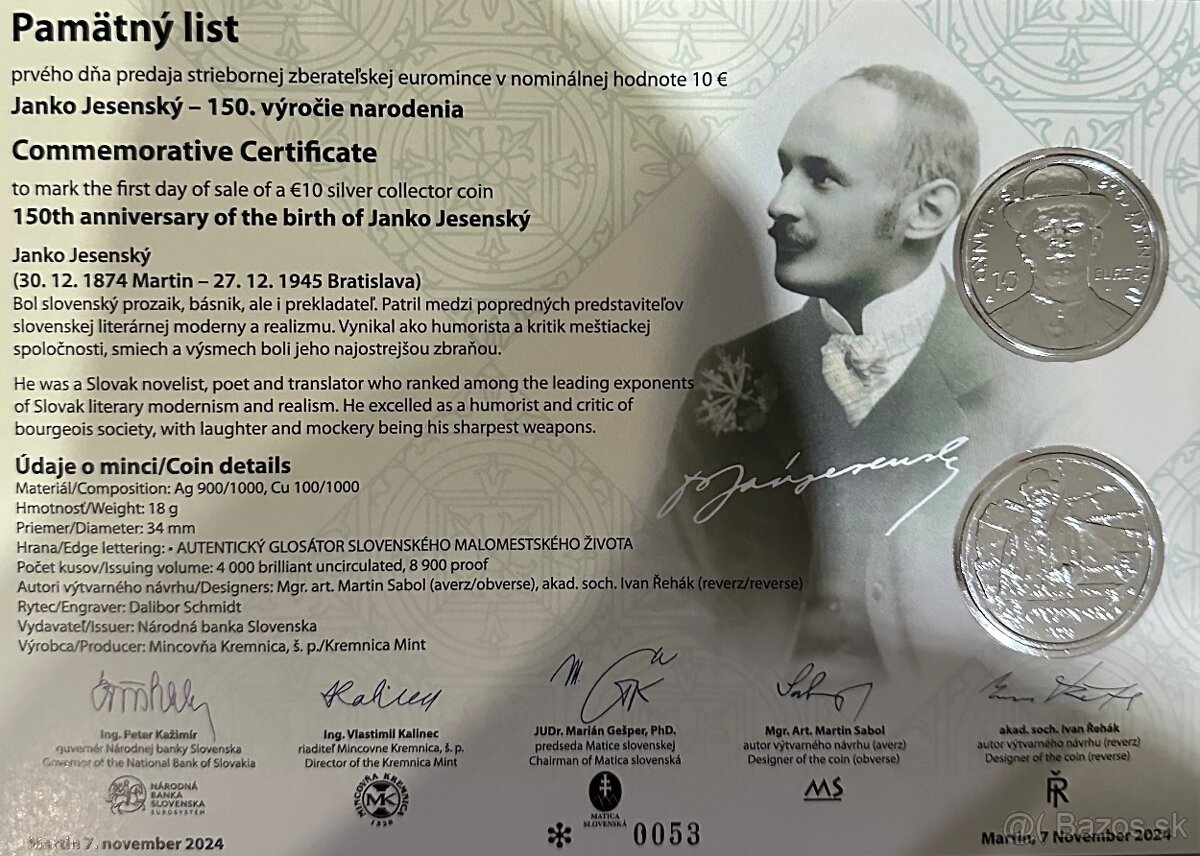 Pamätný list
prvého dňa predaja striebornej zberateľskej euromince v nominálnej hodnote 10 €
Janko Jesenský – 150. výročie narodenia
Commemorative Certificate
to mark the first day of sale of a €10 silver collector coin
150th anniversary of the birth of Janko Jesenský
Janko Jesenský
(30. 12. 1874 Martin – 27. 12. 1945 Bratislava)
Bol slovenský prozaik, básnik, ale i prekladateľ. Patril medzi popredných predstaviteľov
slovenskej literárnej moderny a realizmu. Vynikal ako humorista a kritik meštiackej
spoločnosti, smiech a výsmech boli jeho najostrejšou zbraňou.
He was a Slovak novelist, poet and translator who ranked among the leading exponents
of Slovak literary modernism and realism. He excelled as a humorist and critic of
bourgeois society, with laughter and mockery being his sharpest weapons.
Údaje o minci/Coin details
Materiál/Composition: Ag 900/1000, Cu 100/1000
Hmotnosť/Weight: 18 g
Priemer/Diameter: 34 mm
Hrana/Edge lettering: • AUTENTICKÝ GLOSÁTOR SLOVENSKÉHO MALOMESTSKÉHO ŽIVOTA
Počet kusov/Issuing volume: 4 000 brilliant uncirculated, 8 900 proof
Autori výtvarného návrhu/Designers: Mgr. art. Martin Sabol (averz/obverse), akad. soch. Ivan Řehák (reverz/reverse)
Rytec/Engraver: Dalibor Schmidt
Vydavateľ/Issuer: Národná banka Slovenska
Výrobca/Producer: Mincovňa Kremnica, š. p./Kremnica Mint
10 EURO
Ing. Peter Kažimír
guvernér Národnej banky Slovenska
Governor of the National Bank of Slovakia
NÁRODNÁ
BANKA
SLOVENSKA
EUROSYSTÉM
Ing. Vlastimil Kalinec
riaditeľ Mincovne Kremnica, š. p.
Director of the Kremnica Mint
MINCOVŇA KREMNICA
MK
1328
JUDr. Marián Gešper, PhD.
predseda Matice slovenskej
Chairman of Matica slovenská
MATICA
SLOVENSKÁ
Mgr. Art. Martin Sabol
autor výtvarného návrhu (averz)
Designer of the coin (obverse)
MS
akad. soch. Ivan Řehák
autor výtvarného návrhu (reverz)
Designer of the coin (reverse)
Martin 7. november 2024
✻ 0053
Martin, 7 November 2024
Bazos.sk